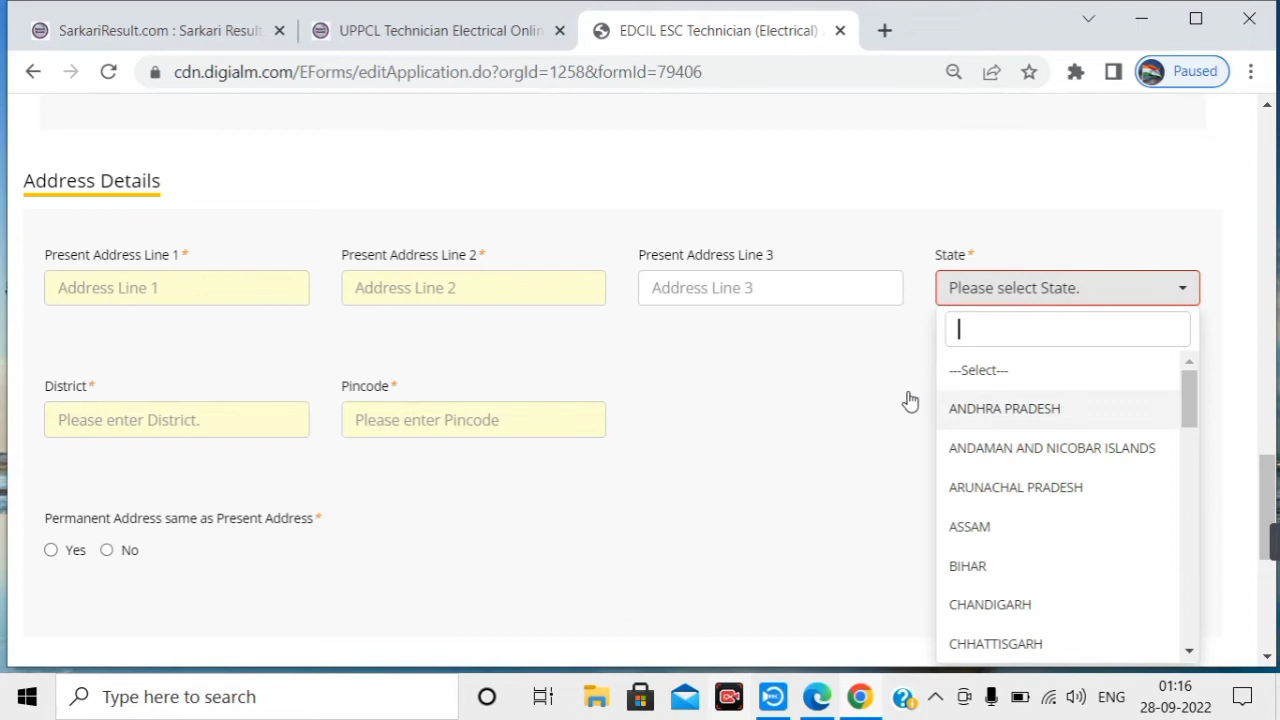 SarkariResult.com : Sarkari Result
UPPCL Technician Electrical Onlin
EDCIL ESC Technician (Electrical)
cdn.digialm.com/EForms/editApplication.do?orgId=1258&formId=79406
Paused
Address Details
Present Address Line 1*
Present Address Line 2*
Present Address Line 3
State*
Address Line 1
Address Line 2
Address Line 3
Please select State.
---Select---
District*
Pincode*
ANDHRA PRADESH
Please enter District.
Please enter Pincode
ANDAMAN AND NICOBAR ISLANDS
ARUNACHAL PRADESH
Permanent Address same as Present Address*
ASSAM
Yes
No
BIHAR
CHANDIGARH
CHHATTISGARH
Type here to search
ENG
01:16
28-09-2022